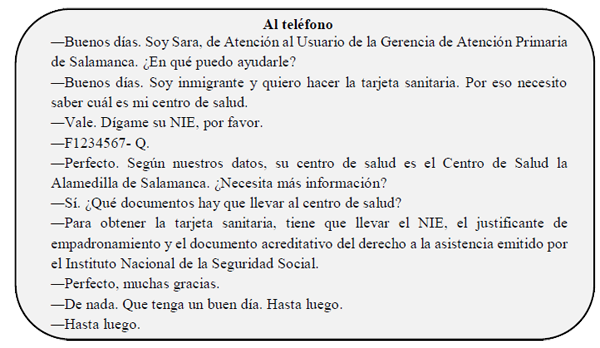 Al teléfono
—Buenos días. Soy Sara, de Atención al Usuario de la Gerencia de Atención Primaria
de Salamanca. ¿En qué puedo ayudarle?
—Buenos días. Soy inmigrante y quiero hacer la tarjeta sanitaria. Por eso necesito
saber cuál es mi centro de salud.
—Vale. Dígame su NIE, por favor.
—F1234567- Q.
—Perfecto. Según nuestros datos, su centro de salud es el Centro de Salud la
Alamedilla de Salamanca. ¿Necesita más información?
—Sí. ¿Qué documentos hay que llevar al centro de salud?
—Para obtener la tarjeta sanitaria, tiene que llevar el NIE, el justificante de
empadronamiento y el documento acreditativo del derecho a la asistencia emitido por
el Instituto Nacional de la Seguridad Social.
—Perfecto, muchas gracias.
—De nada. Que tenga un buen día. Hasta luego.
—Hasta luego.